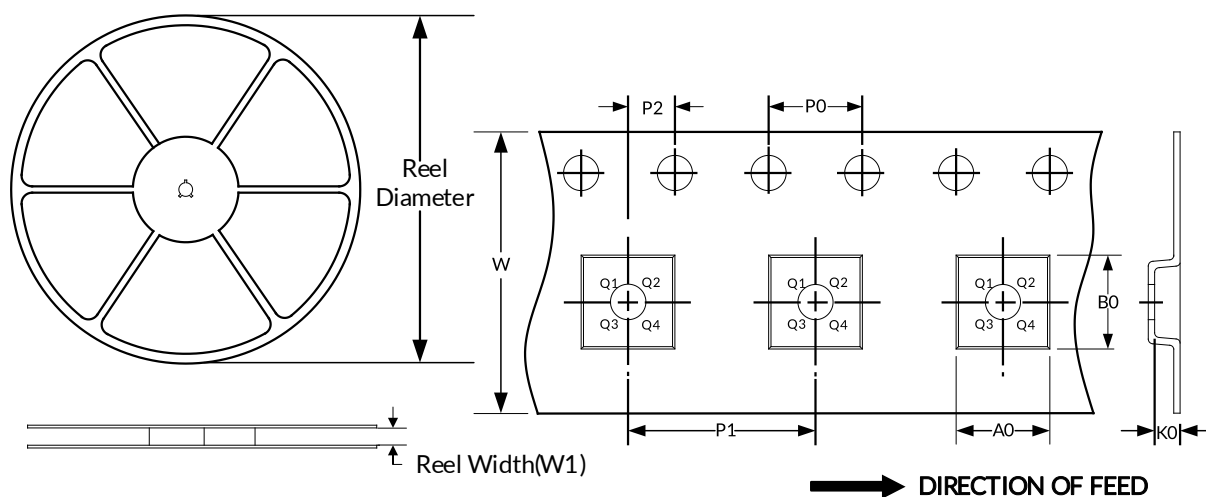 Reel
Diameter
P2
P0
W
Q1 Q2
Q3 Q4
Q1 Q2
Q3 Q4
Q1 Q2
Q3 Q4
B0
P1
A0
K0
Reel Width(W1)
DIRECTION OF FEED